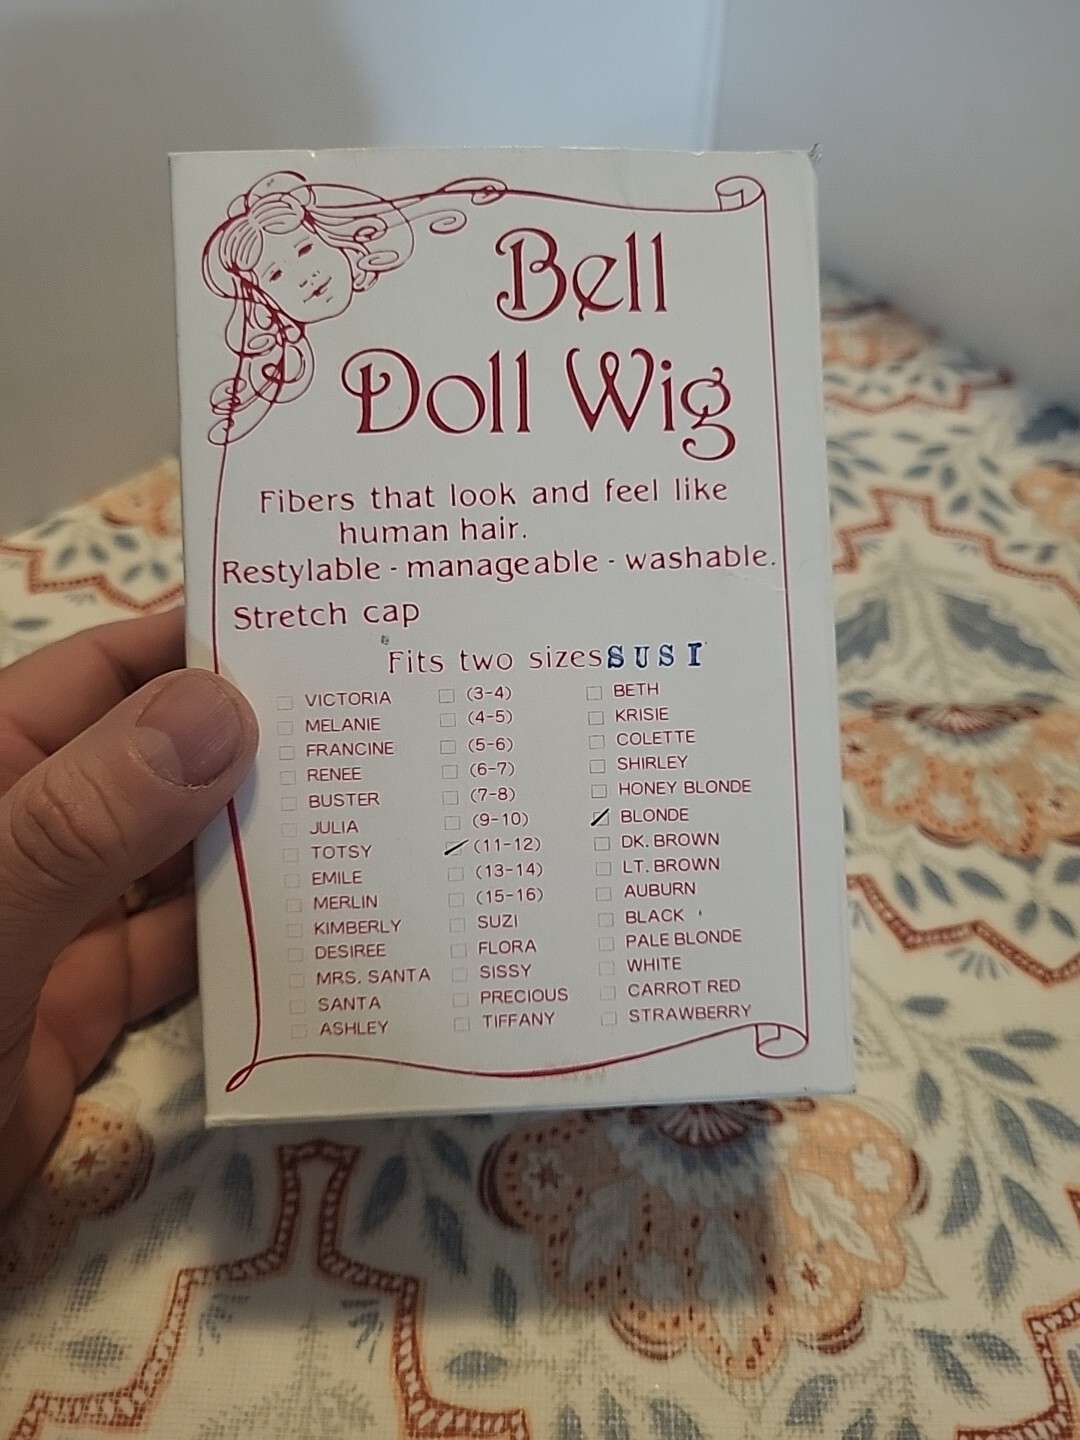 Bell
Doll Wig
Fibers that look and feel like
human hair.
Restylable - manageable - washable.
Stretch cap
Fits two sizes SUSI
VICTORIA
MELANIE
FRANCINE
RENEE
BUSTER
JULIA
TOTSY
EMILE
MERLIN
KIMBERLY
DESIREE
MRS. SANTA
SANTA
ASHLEY
(3-4)
(4-5)
(5-6)
(6-7)
(7-8)
(9-10)
(11-12)
(13-14)
(15-16)
SUZI
FLORA
SISSY
PRECIOUS
TIFFANY
BETH
KRISIE
COLETTE
SHIRLEY
HONEY BLONDE
BLONDE
DK. BROWN
LT. BROWN
AUBURN
BLACK
PALE BLONDE
WHITE
CARROT RED
STRAWBERRY